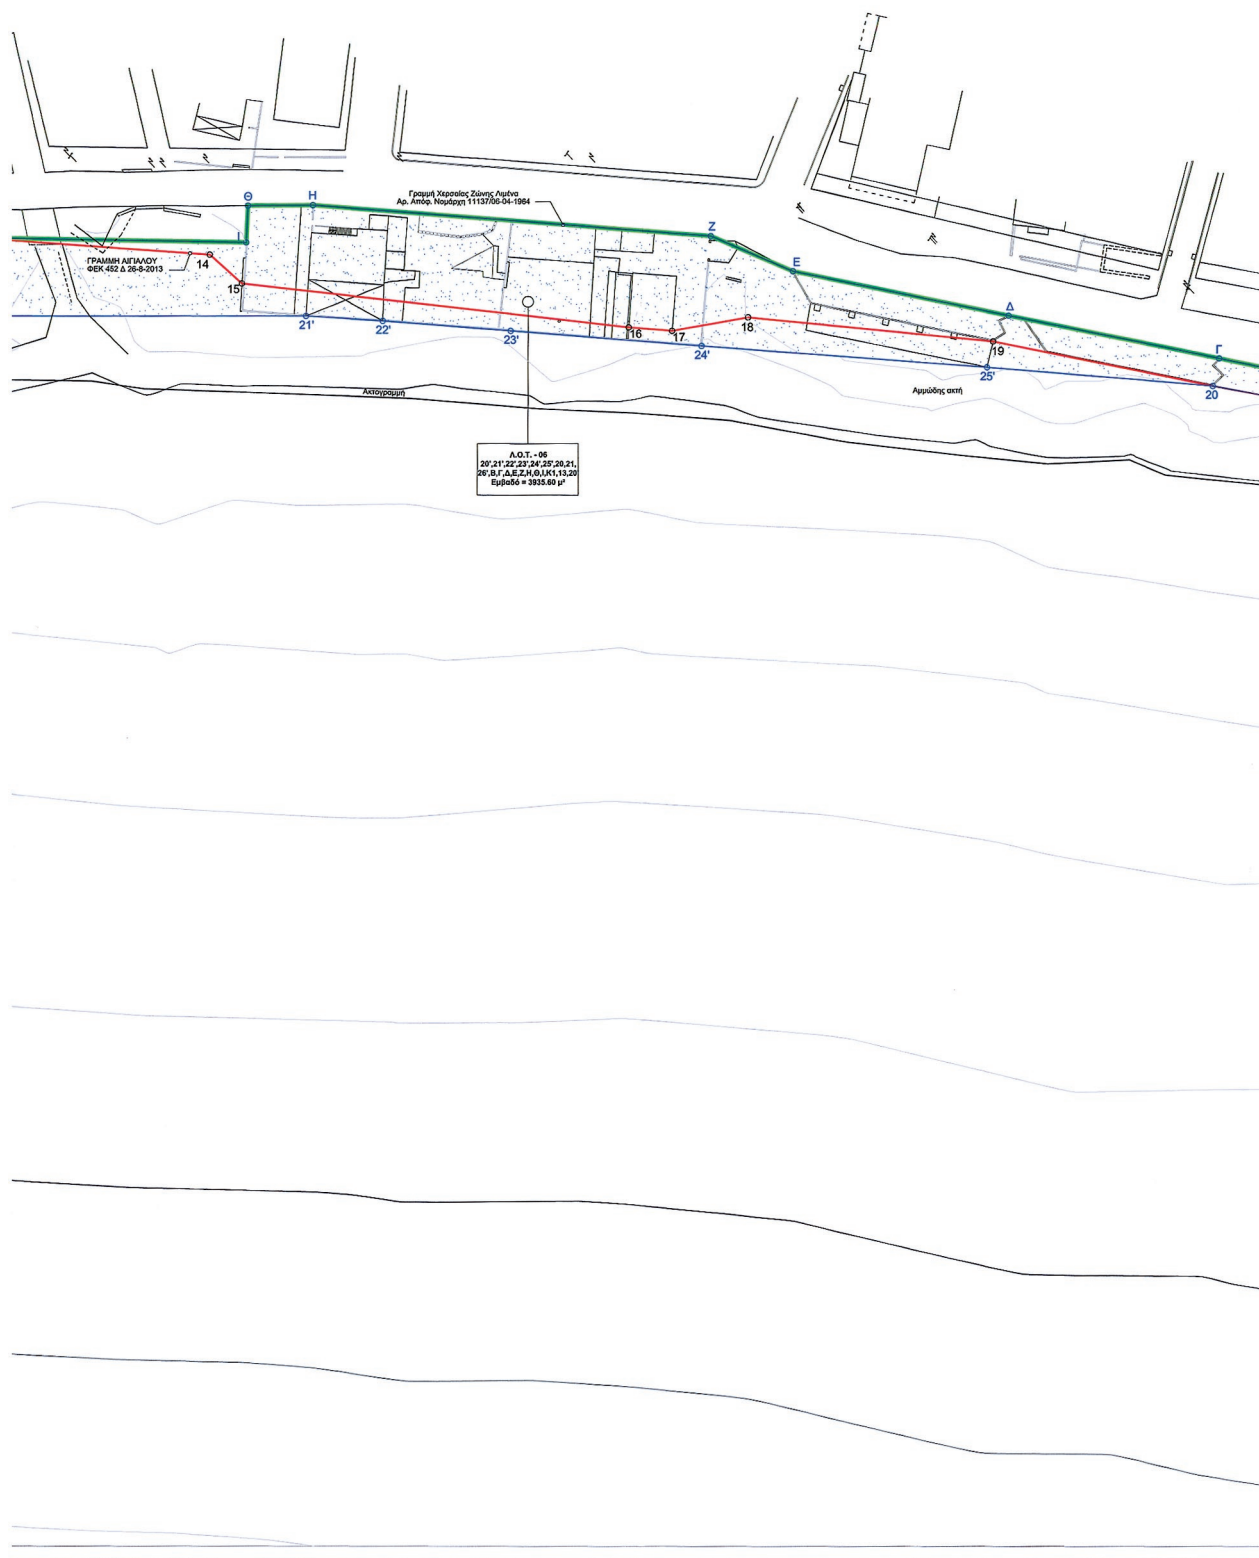 Γραμμή Χερσαίας Ζώνης Λιμένα
Αρ. Απόφ. Νομάρχη 11137/06-04-1964
Θ
Η
Ζ
Ι
ΓΡΑΜΜΗ ΑΙΓΙΑΛΟΥ
ΦΕΚ 452 Δ 26-8-2013
14
Ε
15
Δ
21'
22'
23'
16
17
18
24'
19
Γ
25'
20
Ακτογραμμή
Αμμώδης ακτή
Λ.Ο.Τ. - 06
20',21',22',23',24',25',20,21,
26',Β,Γ,Δ,Ε,Ζ,Η,Θ,Ι,Κ1,13,20'
Εμβαδό = 3935.60 μ²